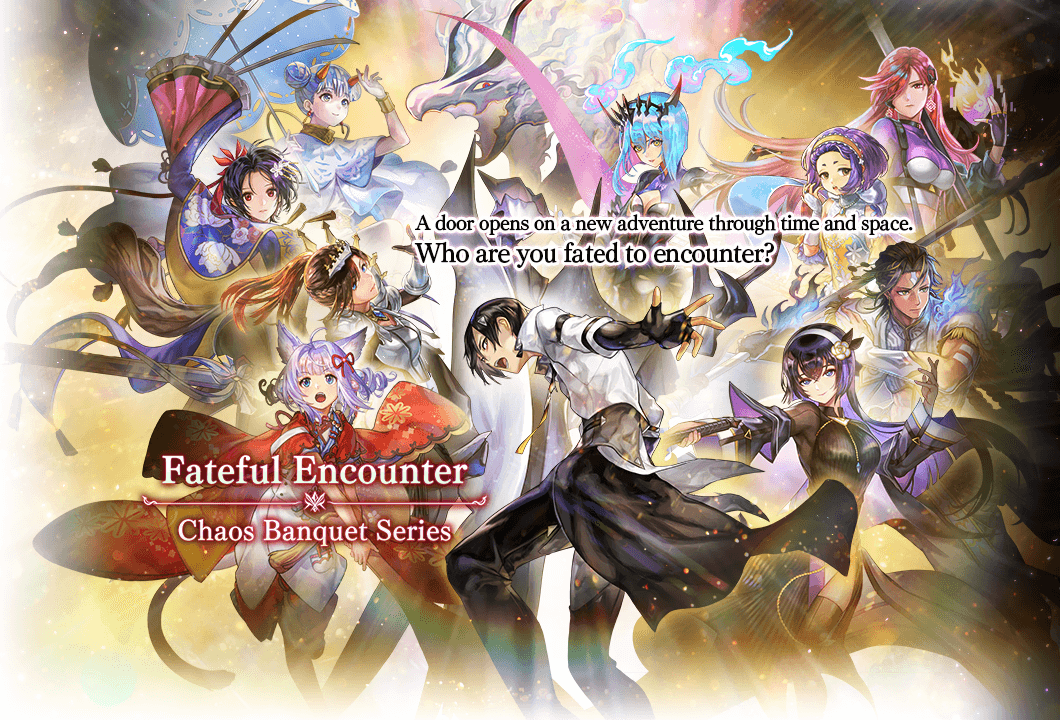 A door opens on a new adventure through time and space.
Who are you fated to encounter?
Fateful Encounter
Chaos Banquet Series